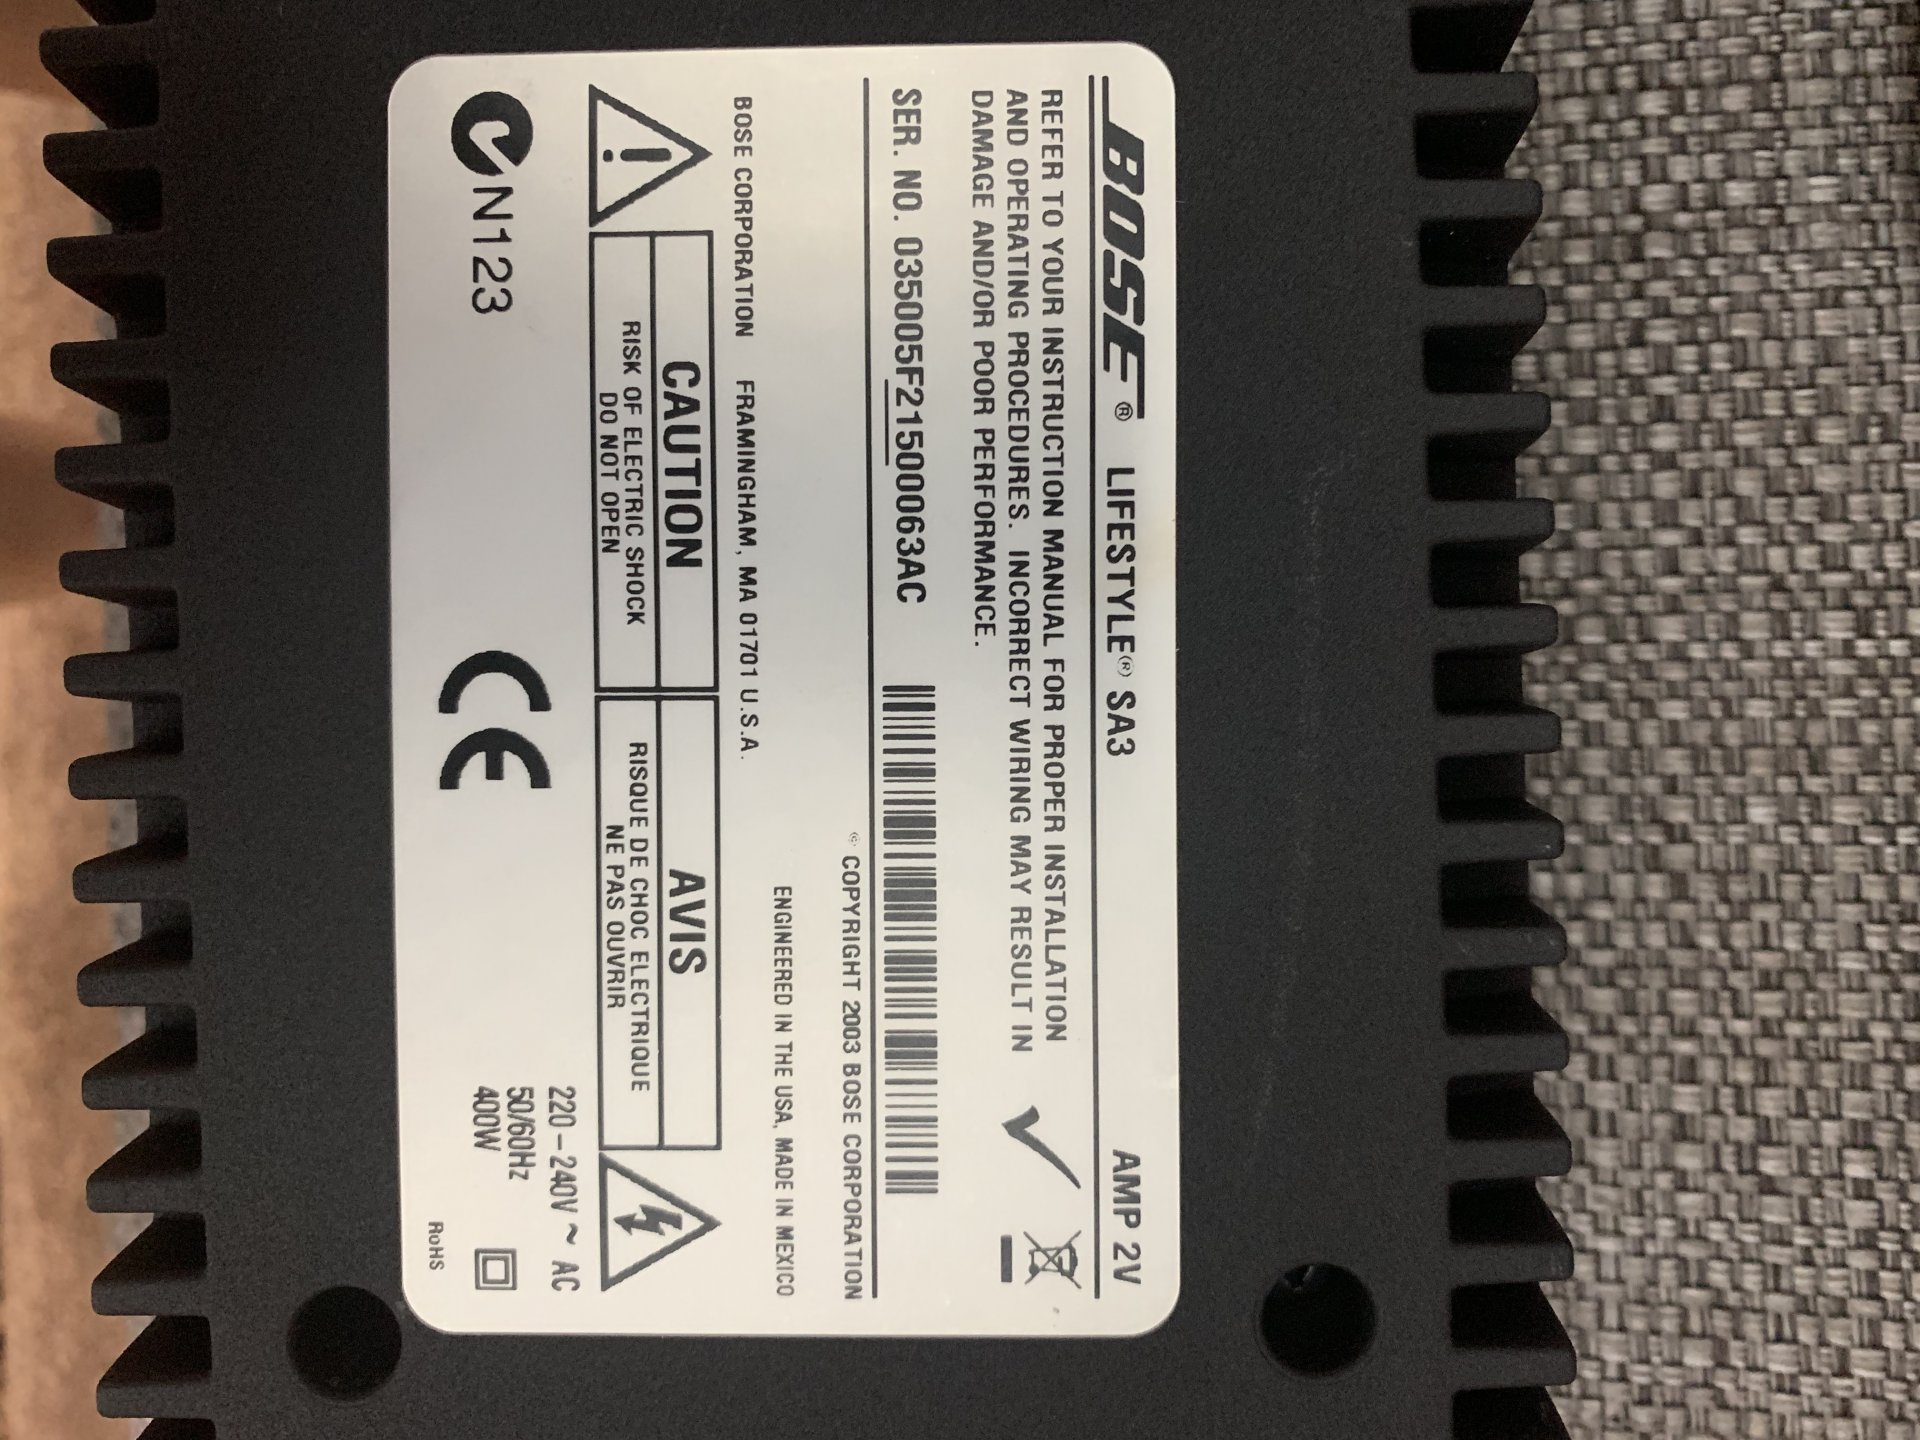 BOSE® LIFESTYLE® SA3 AMP 2V
REFER TO YOUR INSTRUCTION MANUAL FOR PROPER INSTALLATION
AND OPERATING PROCEDURES. INCORRECT WIRING MAY RESULT IN
DAMAGE AND/OR POOR PERFORMANCE.
SER. NO. 035005F21500063AC
© COPYRIGHT 2003 BOSE CORPORATION
ENGINEERED IN THE USA, MADE IN MEXICO
BOSE CORPORATION FRAMINGHAM, MA 01701 U.S.A.
CAUTION
RISK OF ELECTRIC SHOCK
DO NOT OPEN
AVIS
RISQUE DE CHOC ELECTRIQUE
NE PAS OUVRIR
N123
CE
220-240V ~ AC
50/60Hz
400W
RoHS